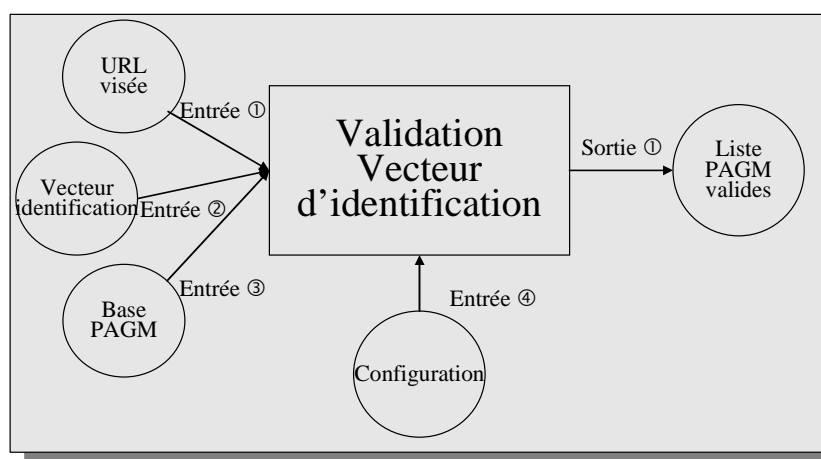 URL
visée
Entrée ①
Validation
Vecteur
d’identification
Sortie ①
Liste
PAGM
valides
Vecteur
identification
Entrée ②
Entrée ③
Base
PAGM
Entrée ④
Configuration